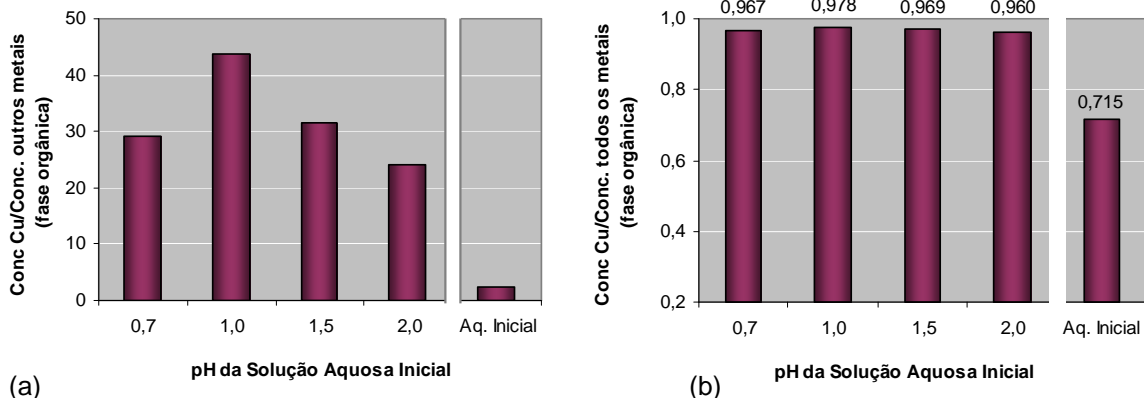 Conc Cu/Conc. outros metais
(fase orgânica)
50
40
30
20
10
0
0,7
1,0
1,5
2,0
Aq. Inicial
pH da Solução Aquosa Inicial
(a)
Conc Cu/Conc. todos os metais
(fase orgânica)
1,0
0,8
0,6
0,4
0,2
0,967
0,978
0,969
0,960
0,715
0,7
1,0
1,5
2,0
Aq. Inicial
pH da Solução Aquosa Inicial
(b)